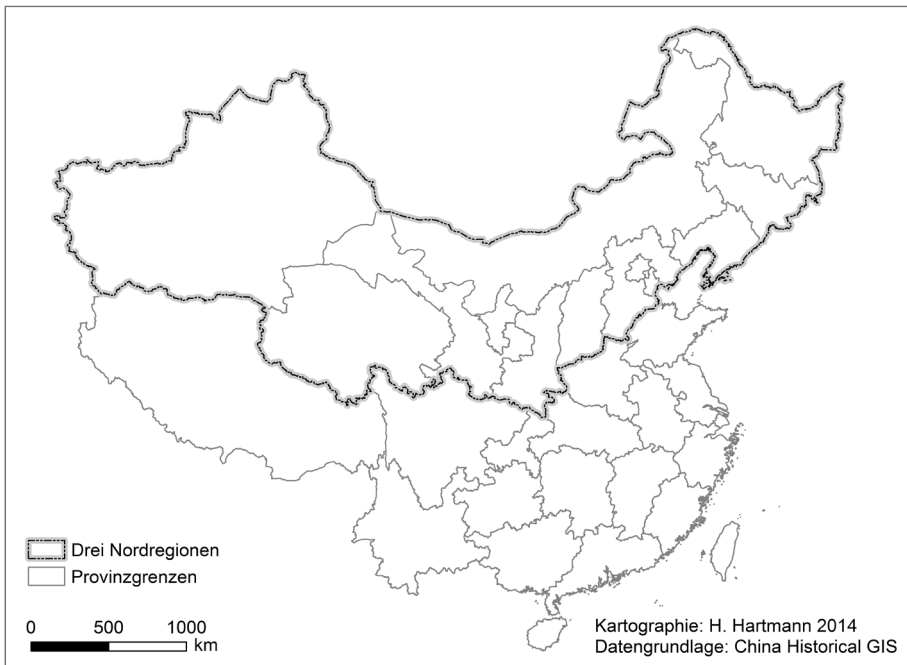 Drei Nordregionen
Provinzgrenzen
0 500 1000
km
Kartographie: H. Hartmann 2014
Datengrundlage: China Historical GIS